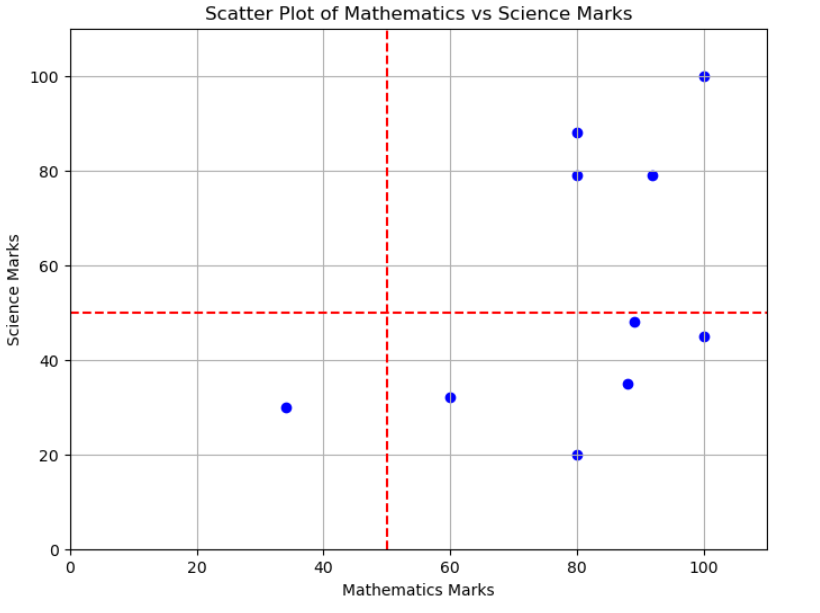 Scatter Plot of Mathematics vs Science Marks
100
80
60
40
20
0
0 20 40 60 80 100
Science Marks
Mathematics Marks